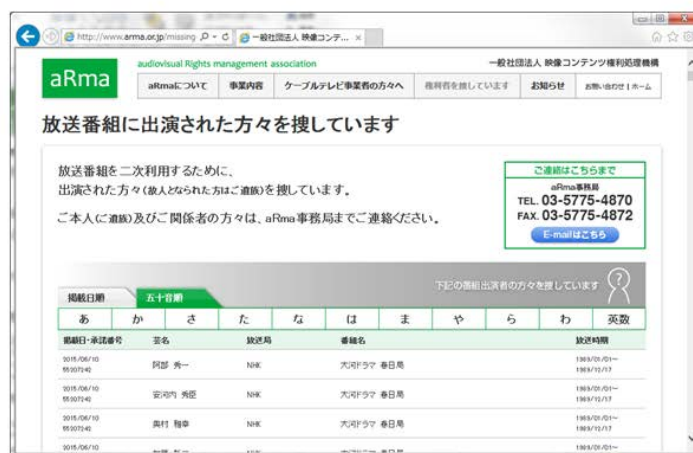 http://www.arma.or.jp/missing
一般社団法人 映像コンテ...
aRma
audiovisual Rights management association
一般社団法人 映像コンテンツ権利処理機構
aRmaについて 事業内容 ケーブルテレビ事業者の方々へ 権利者を捜しています お知らせ お問い合わせ | ホーム
放送番組に出演された方々を捜しています
放送番組を二次利用するために、
出演された方々(故人となられた方はご遺族)を捜しています。
ご本人(ご遺族)及びご関係者の方々は、aRma事務局までご連絡ください。
ご連絡はこちらまで
aRma事務局
TEL. 03-5775-4870
FAX. 03-5775-4872
E-mailはこちら
下記の番組出演者の方々を捜しています
掲載日順 五十音順
あ か さ た な は ま や ら わ 英数
掲載日・承諾番号 芸名 放送局 番組名 放送時期
2015/06/10 阿部 秀一 NHK 大河ドラマ 春日局 1989/01/01〜
1989/12/17
2015/06/10 安河内 秀臣 NHK 大河ドラマ 春日局 1989/01/01〜
1989/12/17
2015/06/10 奥村 雅幸 NHK 大河ドラマ 春日局 1989/01/01〜
1989/12/17
2015/06/10 1989/01/01〜